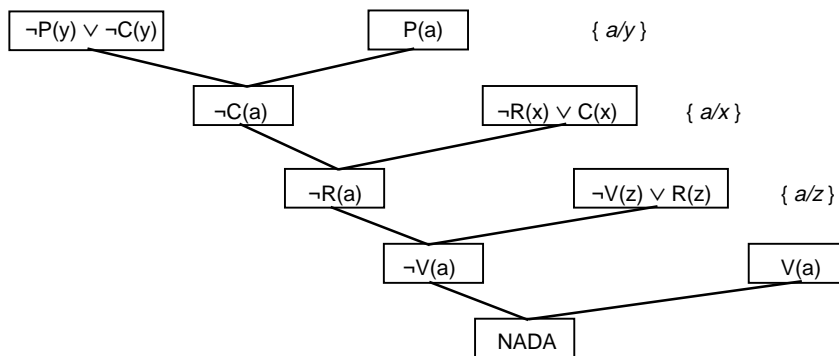 ¬P(y) ∨ ¬C(y) P(a) { a/y }
¬C(a) ¬R(x) ∨ C(x) { a/x }
¬R(a) ¬V(z) ∨ R(z) { a/z }
¬V(a) V(a)
NADA